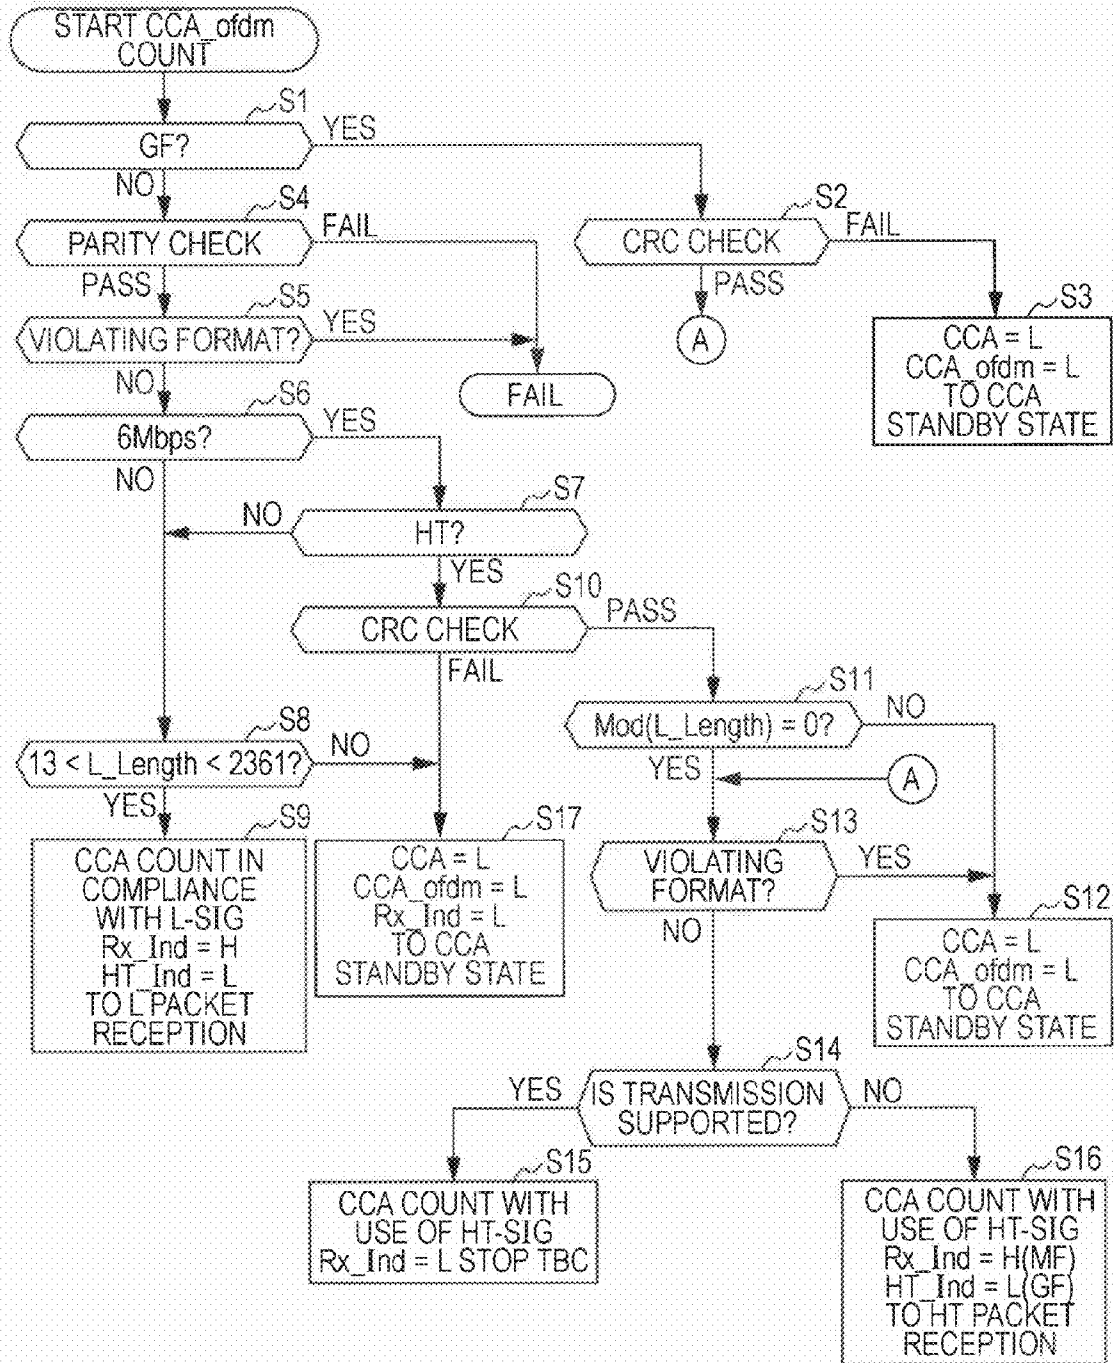 START CCA_ofdm
COUNT
S1
GF?
YES
NO
S4
PARITY CHECK
FAIL
PASS
S2
CRC CHECK
FAIL
PASS
A
S3
CCA = L
CCA_ofdm = L
TO CCA
STANDBY STATE
S5
VIOLATING FORMAT?
YES
NO
FAIL
S6
6Mbps?
YES
NO
S7
HT?
NO
YES
S10
CRC CHECK
PASS
FAIL
S11
Mod(L_Length) = 0?
NO
YES
A
S8
13 < L_Length < 2361?
NO
YES
S9
CCA COUNT IN
COMPLIANCE
WITH L-SIG
Rx_Ind = H
HT_Ind = L
TO L PACKET
RECEPTION
S17
CCA = L
CCA_ofdm = L
Rx_Ind = L
TO CCA
STANDBY STATE
S13
VIOLATING
FORMAT?
YES
NO
S12
CCA = L
CCA_ofdm = L
TO CCA
STANDBY STATE
S14
IS TRANSMISSION
SUPPORTED?
YES
NO
S15
CCA COUNT WITH
USE OF HT-SIG
Rx_Ind = L STOP TBC
S16
CCA COUNT WITH
USE OF HT-SIG
Rx_Ind = H(MF)
HT_Ind = L(GF)
TO HT PACKET
RECEPTION